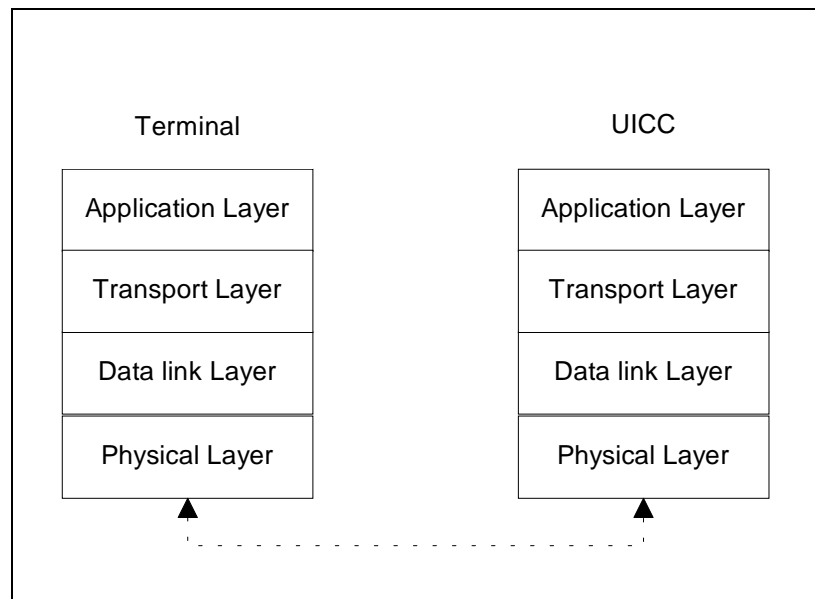 Terminal
UICC
Application Layer
Application Layer
Transport Layer
Transport Layer
Data link Layer
Data link Layer
Physical Layer
Physical Layer